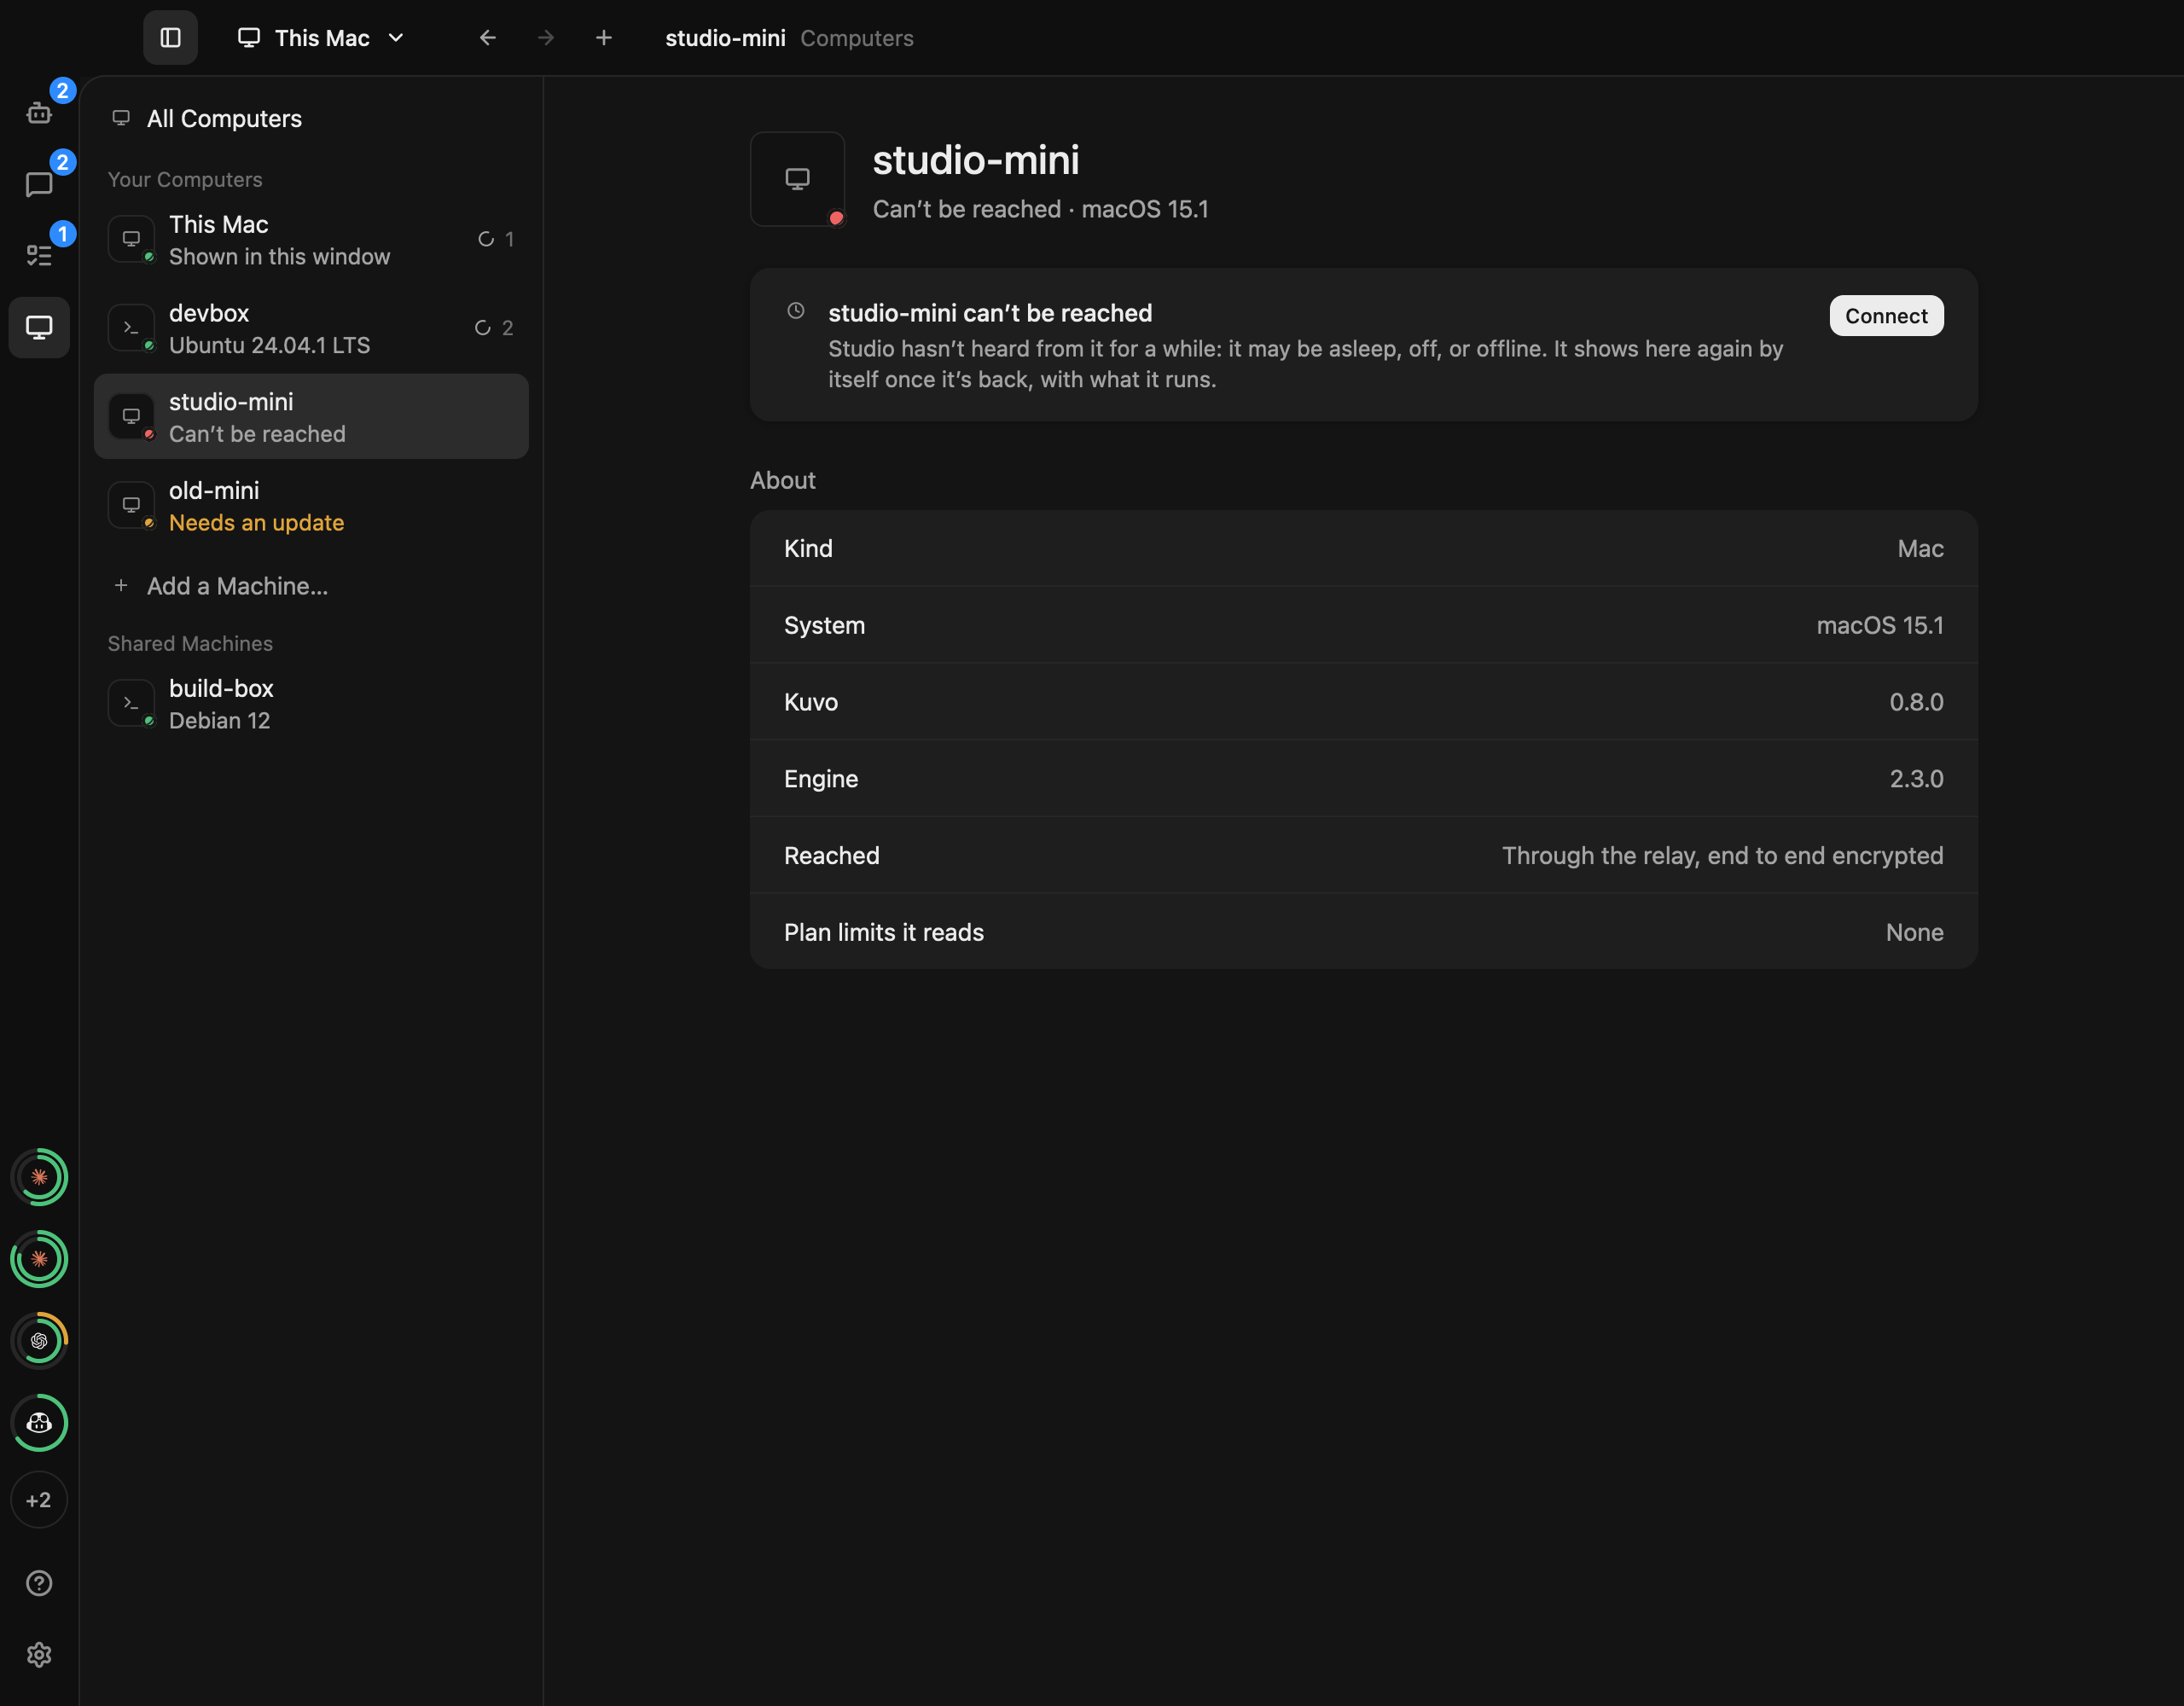 This Mac
studio-mini Computers
2
2
1
All Computers
Your Computers
This Mac
Shown in this window
1
devbox
Ubuntu 24.04.1 LTS
2
studio-mini
Can’t be reached
old-mini
Needs an update
Add a Machine...
Shared Machines
build-box
Debian 12
+2
studio-mini
Can’t be reached · macOS 15.1
studio-mini can’t be reached
Connect
Studio hasn’t heard from it for a while: it may be asleep, off, or offline. It shows here again by
itself once it’s back, with what it runs.
About
Kind Mac
System macOS 15.1
Kuvo 0.8.0
Engine 2.3.0
Reached Through the relay, end to end encrypted
Plan limits it reads None